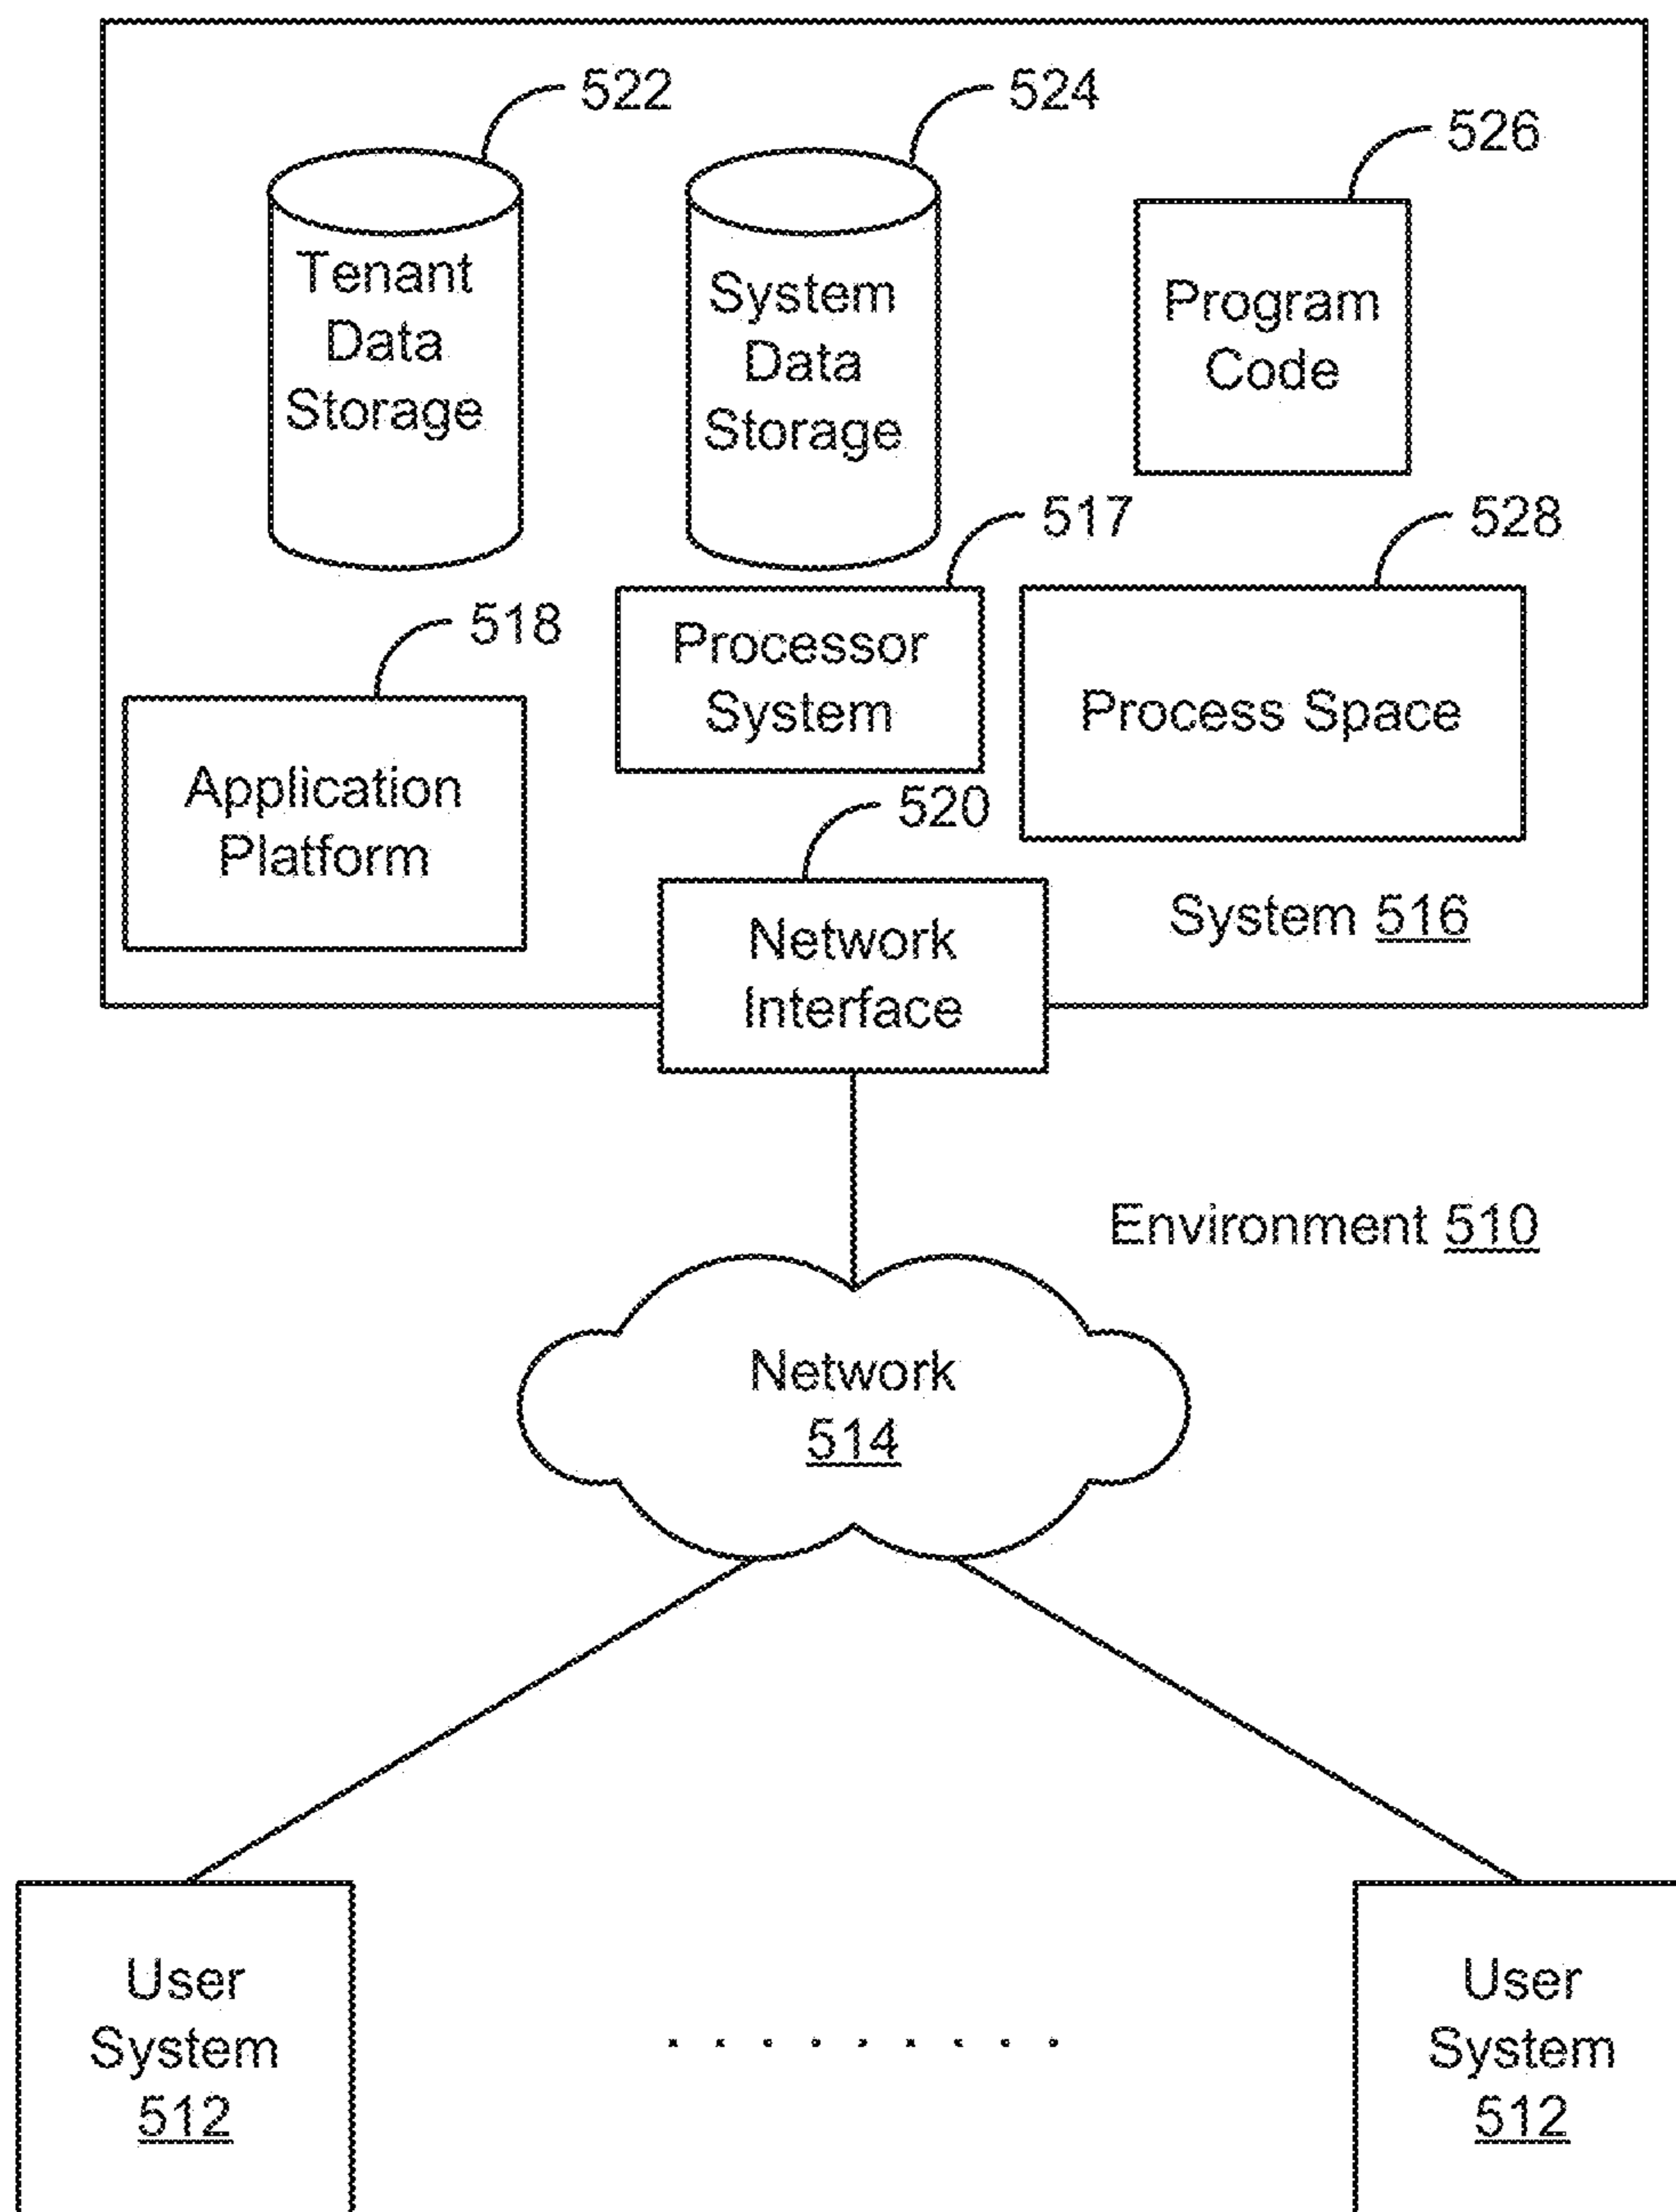 522
524
526
Tenant
Data
Storage
System
Data
Storage
Program
Code
517
528
518
Processor
System
Process Space
Application
Platform
520
Network
Interface
System 516
Environment 510
Network
514
User
System
512
User
System
512